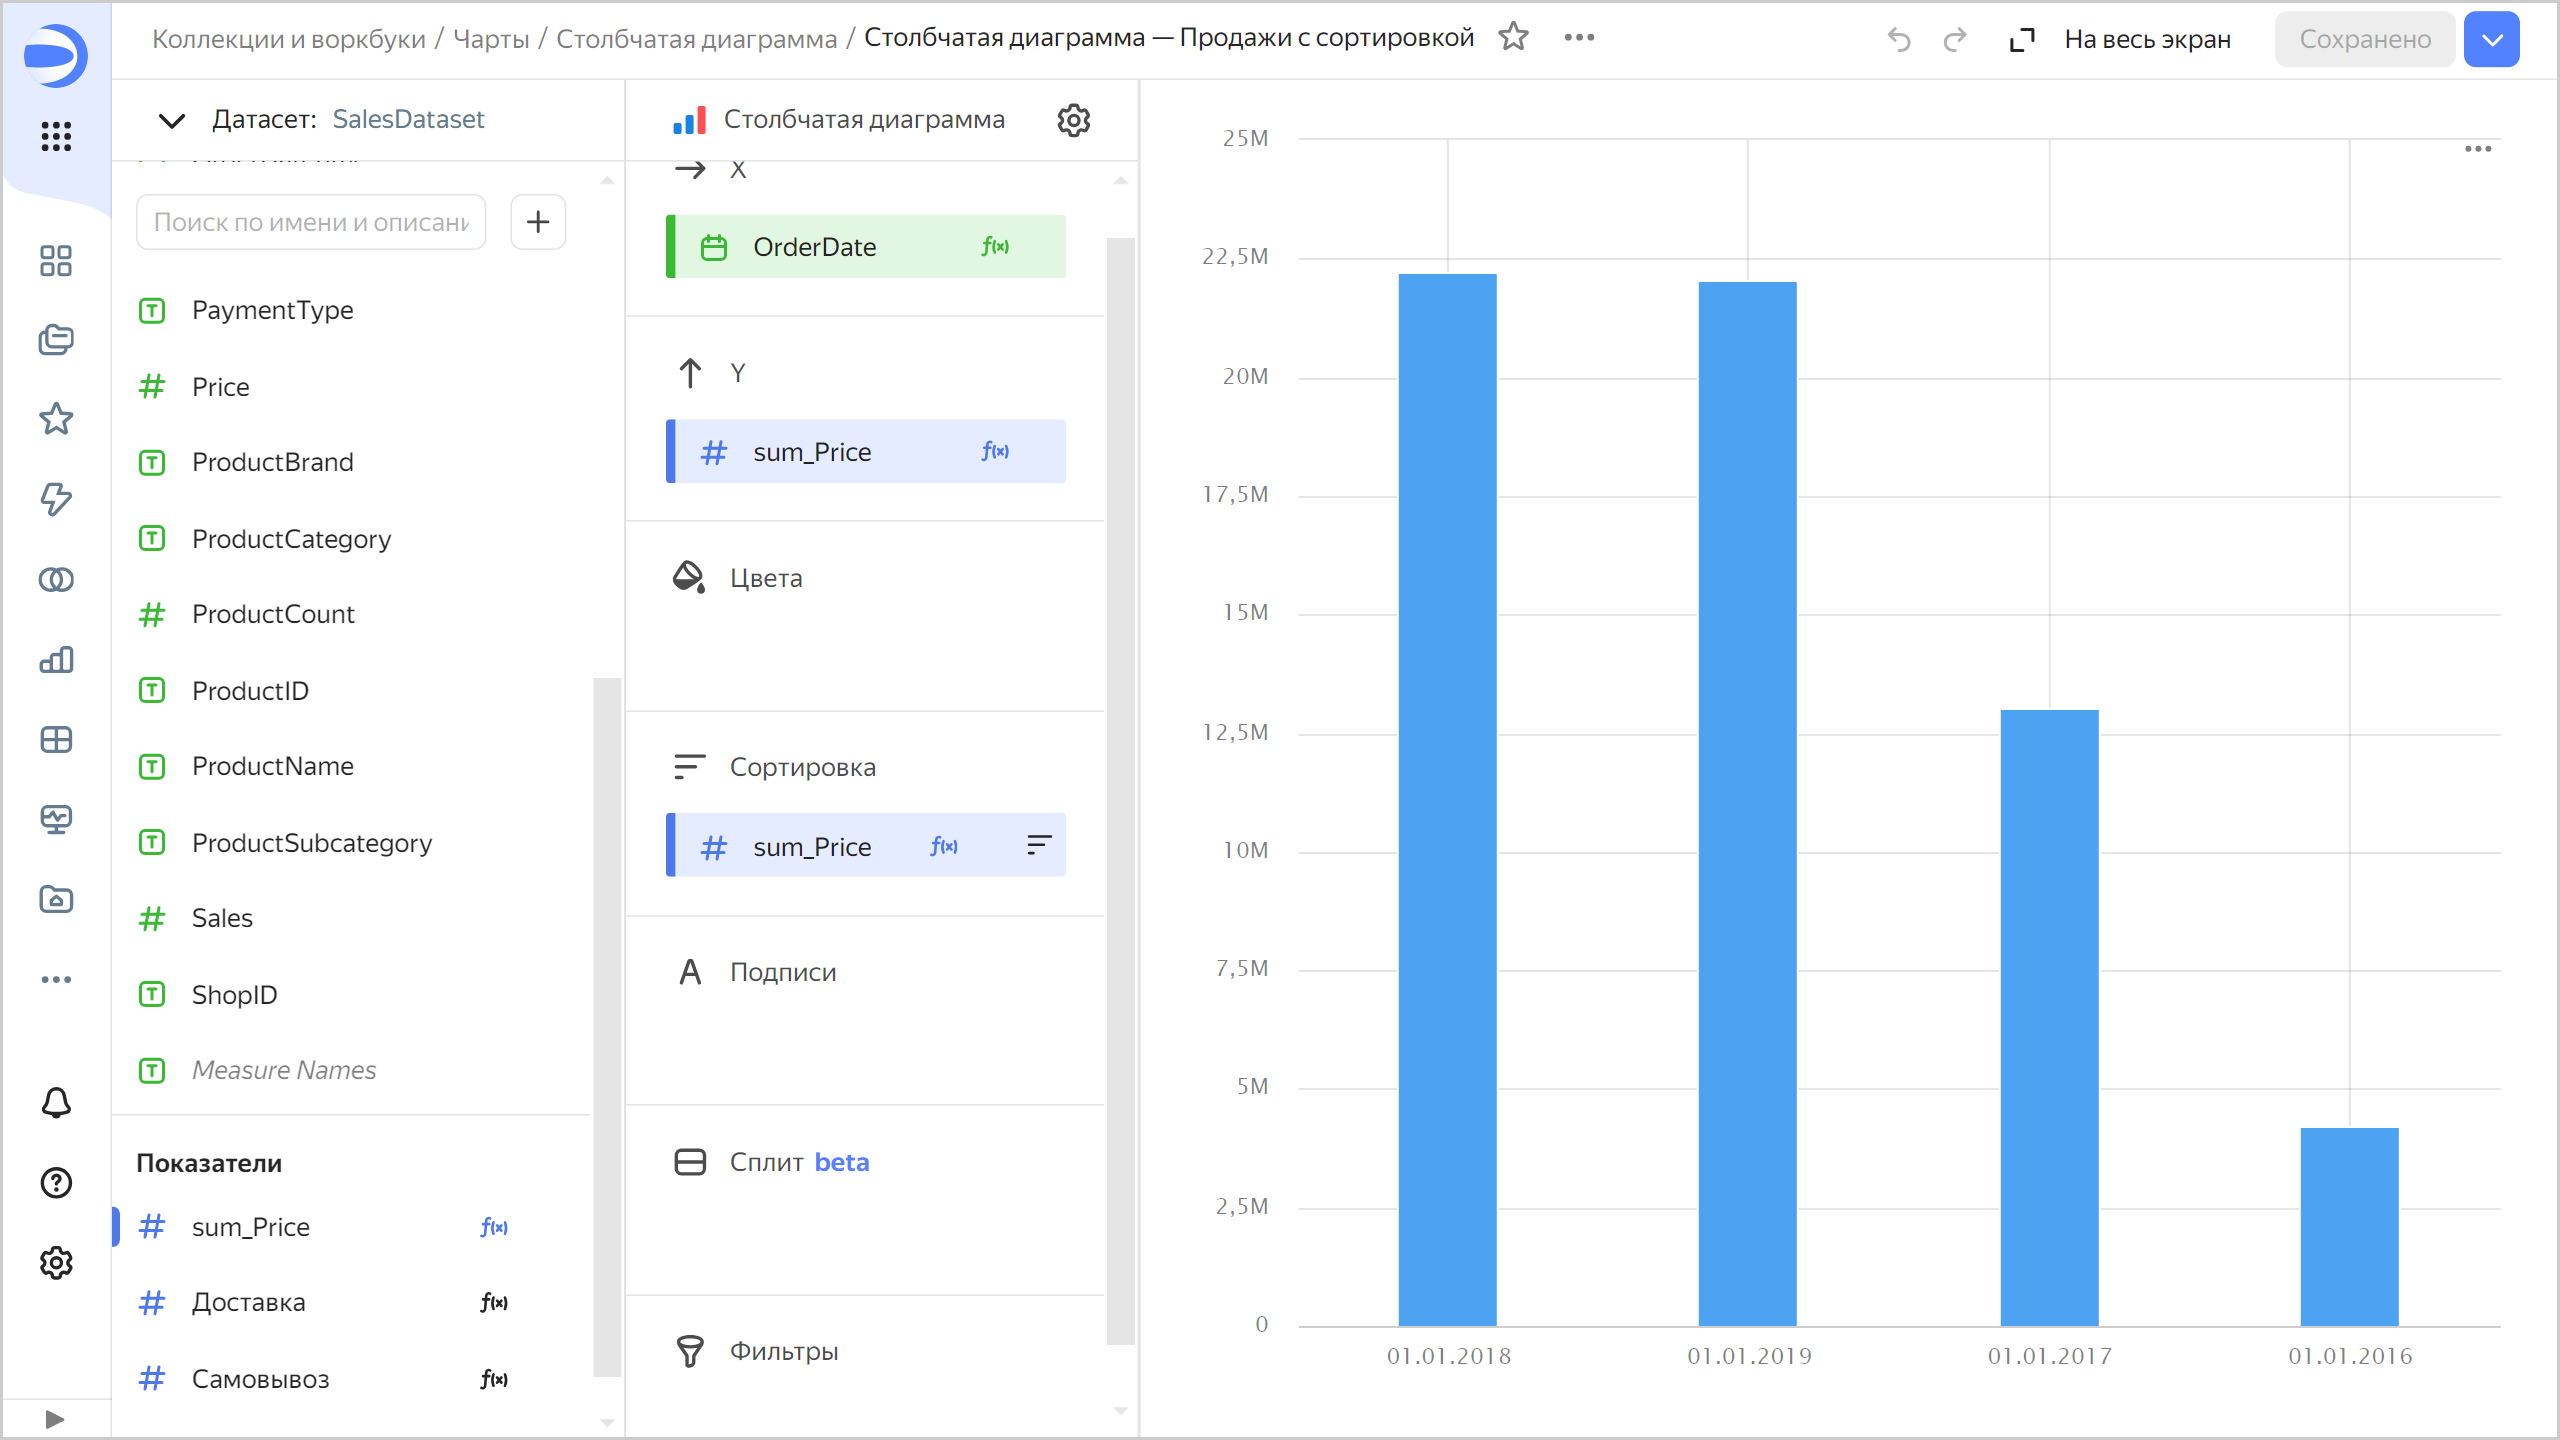 Коллекции и воркбуки / Чарты / Столбчатая диаграмма / Столбчатая диаграмма — Продажи с сортировкой
На весь экран
Сохранено
Датасет: SalesDataset
Поиск по имени и описани
PaymentType
Price
ProductBrand
ProductCategory
ProductCount
ProductID
ProductName
ProductSubcategory
Sales
ShopID
Measure Names
Показатели
sum_Price f(x)
Доставка f(x)
Самовывоз f(x)
Столбчатая диаграмма
X
OrderDate f(x)
Y
sum_Price f(x)
Цвета
Сортировка
sum_Price f(x)
Подписи
Сплит beta
Фильтры
25M
22,5M
20M
17,5M
15M
12,5M
10M
7,5M
5M
2,5M
0
01.01.2018
01.01.2019
01.01.2017
01.01.2016